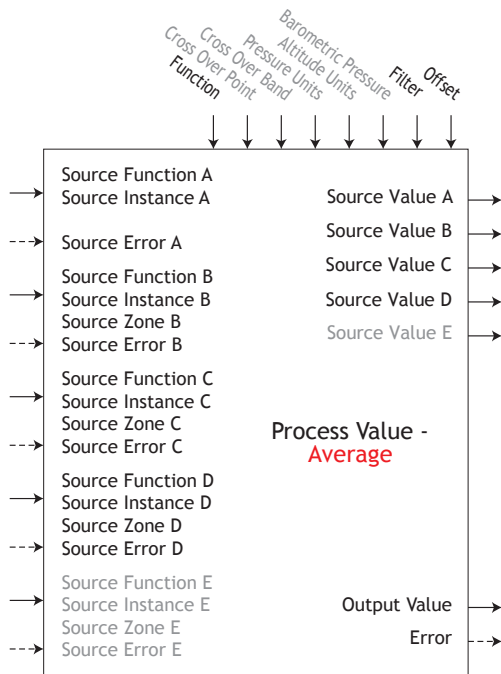 Function
Cross Over Point
Cross Over Band
Pressure Units
Altitude Units
Barometric Pressure
Filter
Offset
Source Function A
Source Instance A
Source Error A
Source Function B
Source Instance B
Source Zone B
Source Error B
Source Function C
Source Instance C
Source Zone C
Source Error C
Source Function D
Source Instance D
Source Zone D
Source Error D
Source Function E
Source Instance E
Source Zone E
Source Error E
Source Value A
Source Value B
Source Value C
Source Value D
Source Value E
Process Value -
Average
Output Value
Error